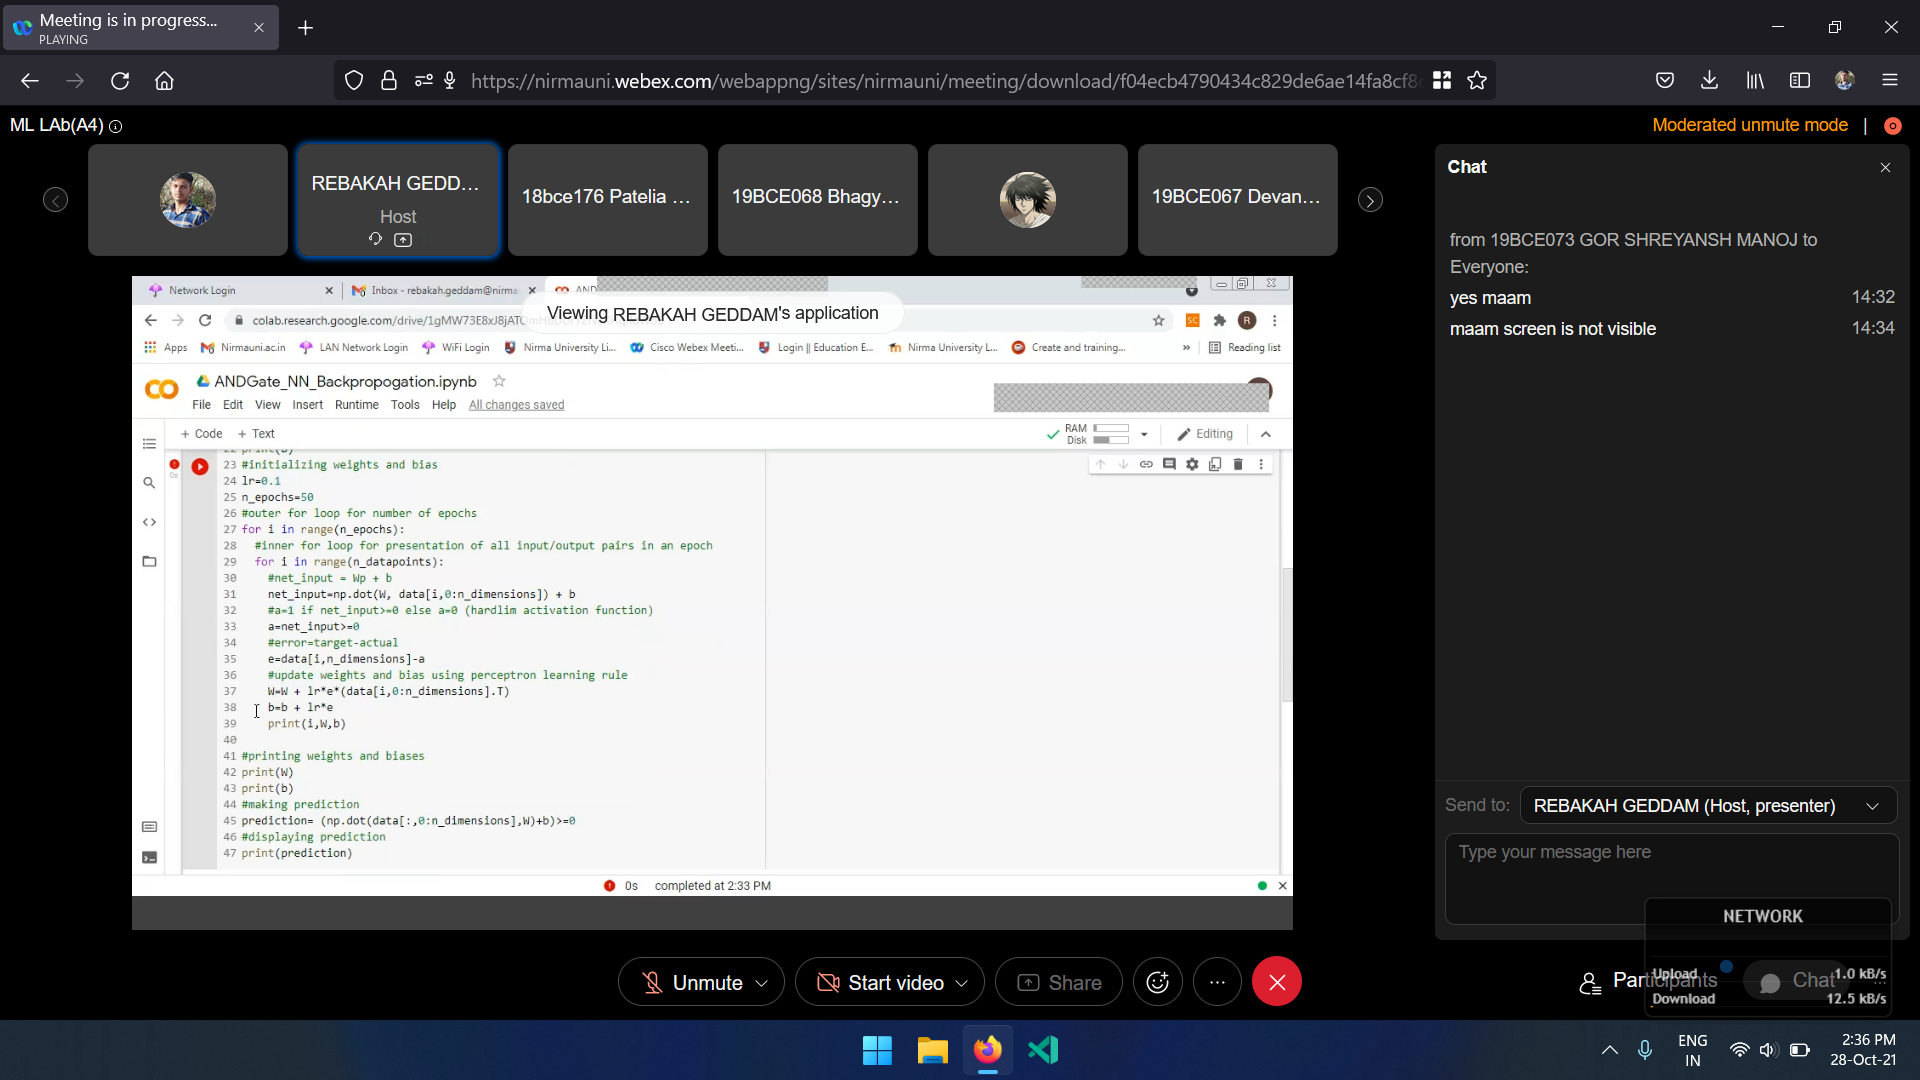 Meeting is in progress...
PLAYING
https://nirmauni.webex.com/webappng/sites/nirmauni/meeting/download/f04ecb4790434c829de6ae14fa8cf8
ML LAb(A4)
Moderated unmute mode |
REBAKAH GEDD...
Host
18bce176 Patelia ...
19BCE068 Bhagy...
19BCE067 Devan...
Network Login
Inbox - rebakah.geddam@nirma
AND
Viewing REBAKAH GEDDAM's application
colab.research.google.com/drive/1gMW73E8xJ8jATO
R
Apps
Nirmauni.ac.in
LAN Network Login
WiFi Login
Nirma University Li...
Cisco Webex Meeti...
Login || Education E...
Nirma University L...
Create and training...
»
Reading list
ANDGate_NN_Backpropogation.ipynb
File Edit View Insert Runtime Tools Help All changes saved
+ Code + Text
RAM
Disk
Editing
22 print(b)
23 #initializing weights and bias
24 lr=0.1
25 n_epochs=50
26 #outer for loop for number of epochs
27 for i in range(n_epochs):
28 #inner for loop for presentation of all input/output pairs in an epoch
29 for i in range(n_datapoints):
30 #net_input = Wp + b
31 net_input=np.dot(W, data[i,0:n_dimensions]) + b
32 #a=1 if net_input>=0 else a=0 (hardlim activation function)
33 a=net_input>=0
34 #error=target-actual
35 e=data[i,n_dimensions]-a
36 #update weights and bias using perceptron learning rule
37 W=W + lr*e*(data[i,0:n_dimensions].T)
38 b=b + lr*e
39 print(i,W,b)
40
41 #printing weights and biases
42 print(W)
43 print(b)
44 #making prediction
45 prediction= (np.dot(data[:,0:n_dimensions],W)+b)>=0
46 #displaying prediction
47 print(prediction)
0s completed at 2:33 PM
Chat
from 19BCE073 GOR SHREYANSH MANOJ to
Everyone:
yes maam 14:32
maam screen is not visible 14:34
Send to: REBAKAH GEDDAM (Host, presenter)
Type your message here
NETWORK
Upload 1.0 kB/s
Download 12.5 kB/s
Unmute
Start video
Share
Participants
Chat
ENG
IN
2:36 PM
28-Oct-21